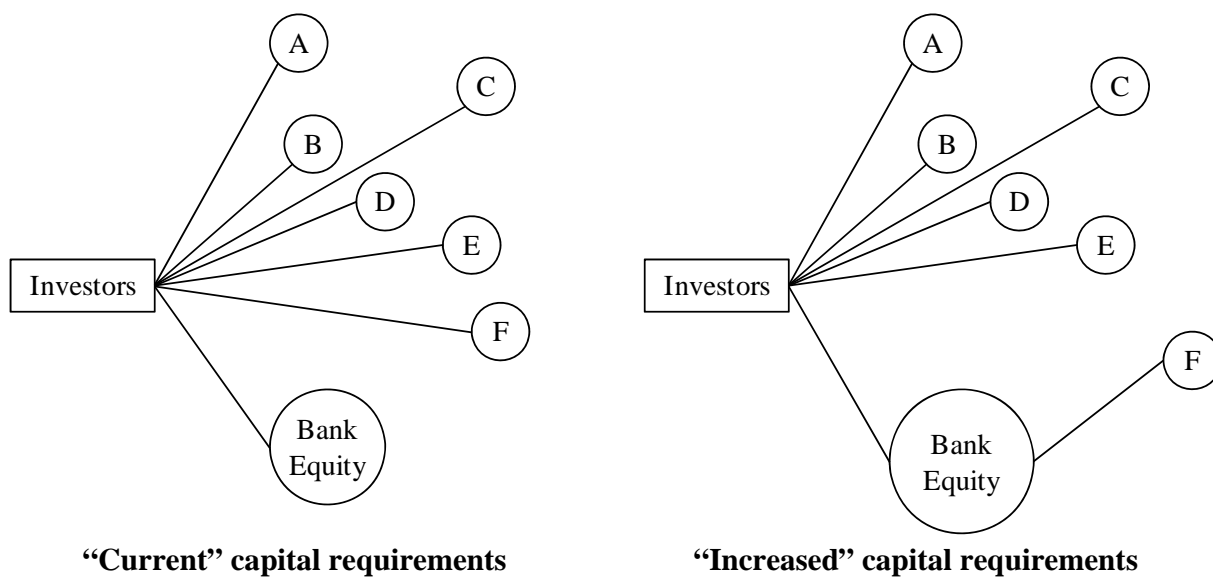 A
C
B
D
E
Investors
F
Bank
Equity
“Current” capital requirements
A
C
B
D
E
Investors
F
Bank
Equity
“Increased” capital requirements